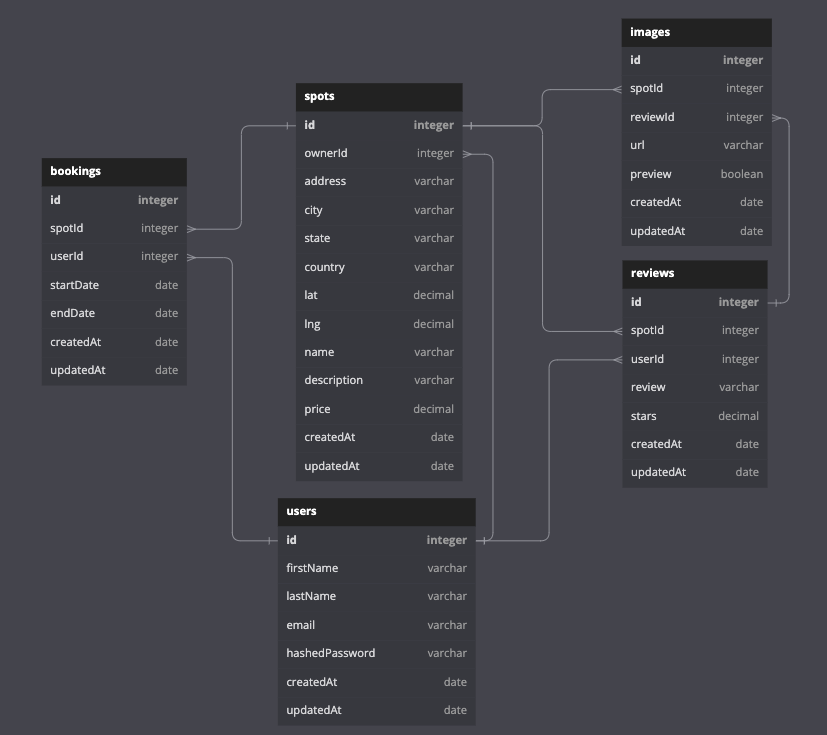 bookings
id integer
spotId integer
userId integer
startDate date
endDate date
createdAt date
updatedAt date
spots
id integer
ownerId integer
address varchar
city varchar
state varchar
country varchar
lat decimal
lng decimal
name varchar
description varchar
price decimal
createdAt date
updatedAt date
users
id integer
firstName varchar
lastName varchar
email varchar
hashedPassword varchar
createdAt date
updatedAt date
images
id integer
spotId integer
reviewId integer
url varchar
preview boolean
createdAt date
updatedAt date
reviews
id integer
spotId integer
userId integer
review varchar
stars decimal
createdAt date
updatedAt date